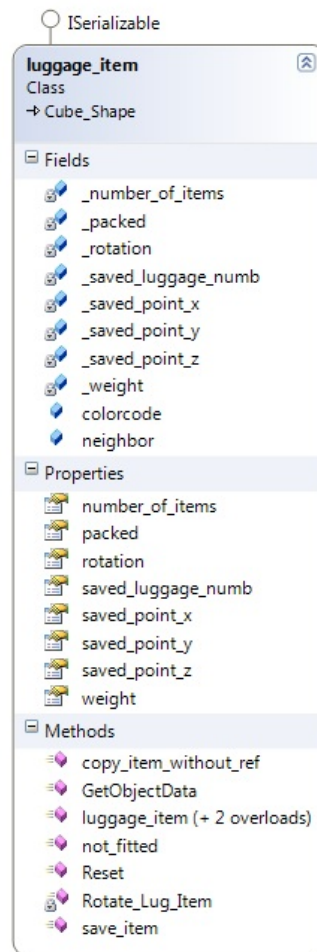 ISerializable
luggage_item
Class
Cube_Shape
Fields
_number_of_items
_packed
_rotation
_saved_luggage_numb
_saved_point_x
_saved_point_y
_saved_point_z
_weight
colorcode
neighbor
Properties
number_of_items
packed
rotation
saved_luggage_numb
saved_point_x
saved_point_y
saved_point_z
weight
Methods
copy_item_without_ref
GetObjectData
luggage_item (+ 2 overloads)
not_fitted
Reset
Rotate_Lug_Item
save_item